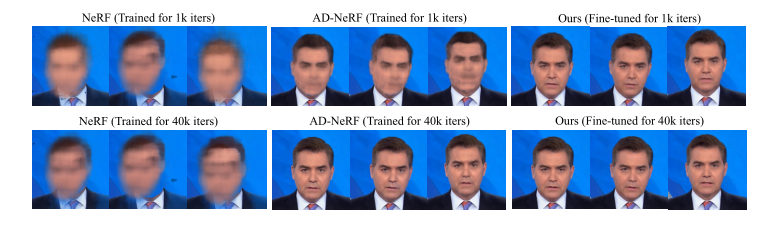 NeRF (Trained for 1k iters)
AD-NeRF (Trained for 1k iters)
Ours (Fine-tuned for 1k iters)
NeRF (Trained for 40k iters)
AD-NeRF (Trained for 40k iters)
Ours (Fine-tuned for 40k iters)